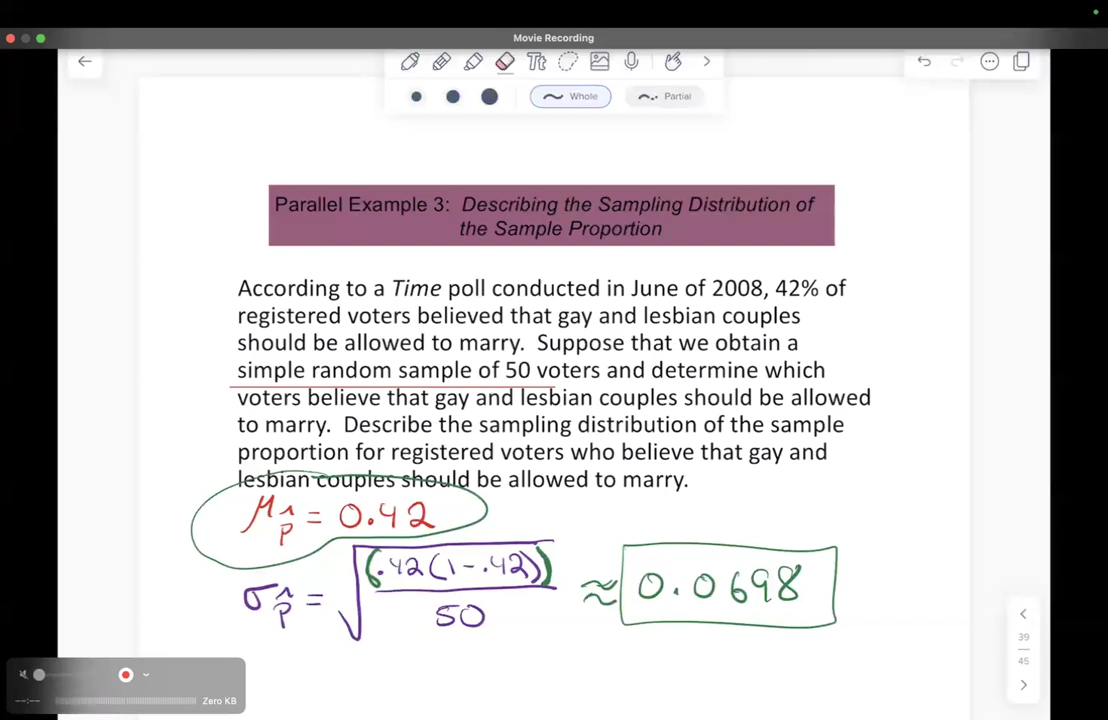 Movie Recording
Tt
Whole
Partial
Parallel Example 3: Describing the Sampling Distribution of
the Sample Proportion
According to a Time poll conducted in June of 2008, 42% of
registered voters believed that gay and lesbian couples
should be allowed to marry. Suppose that we obtain a
simple random sample of 50 voters and determine which
voters believe that gay and lesbian couples should be allowed
to marry. Describe the sampling distribution of the sample
proportion for registered voters who believe that gay and
lesbian couples should be allowed to marry.
μp̂ = 0.42
σp̂ = √((.42(1-.42))/50) ≈ 0.0698
39
45
--:--
Zero KB